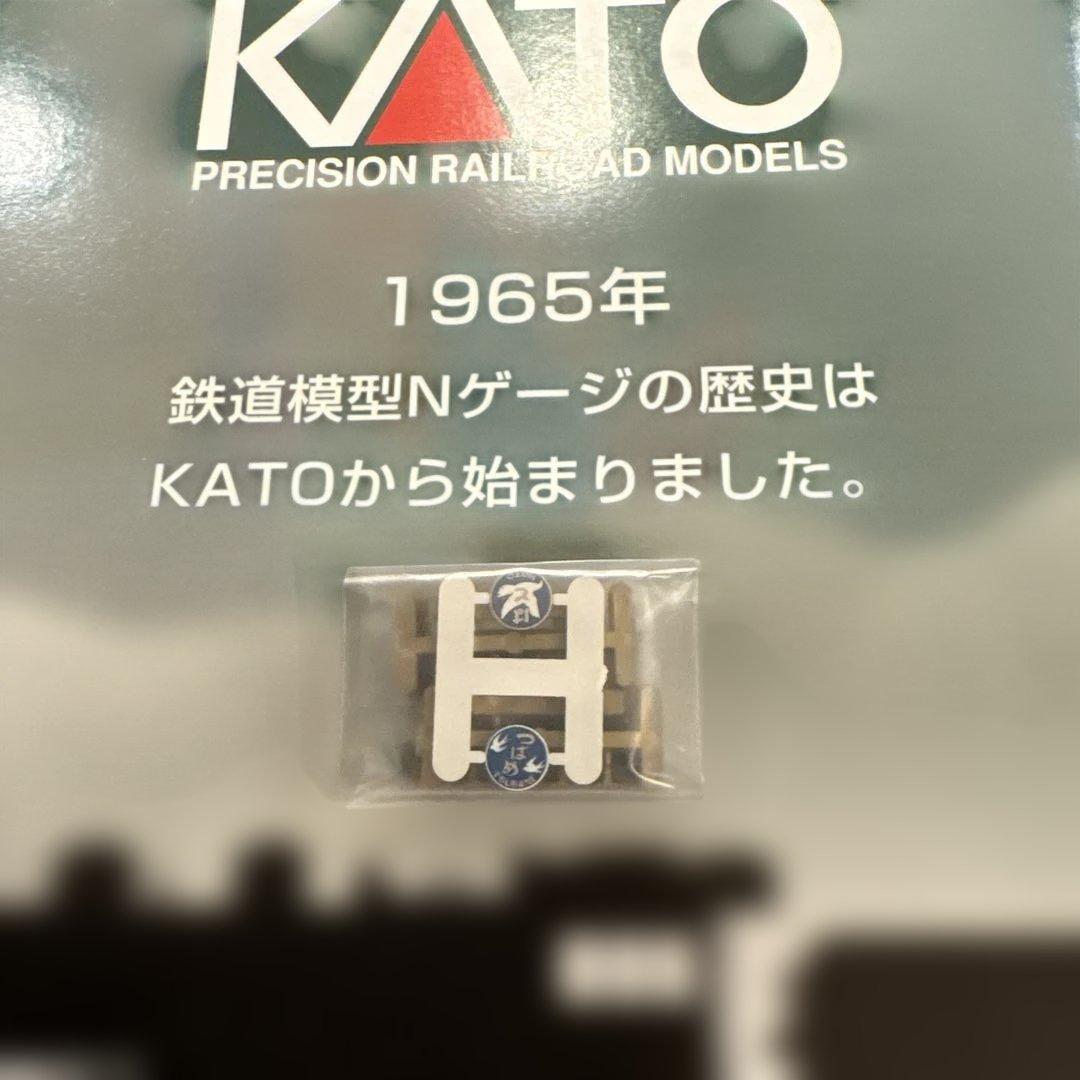 KATO
PRECISION RAILROAD MODELS
1965年
鉄道模型Nゲージの歴史は
KATOから始まりました。
つばめ